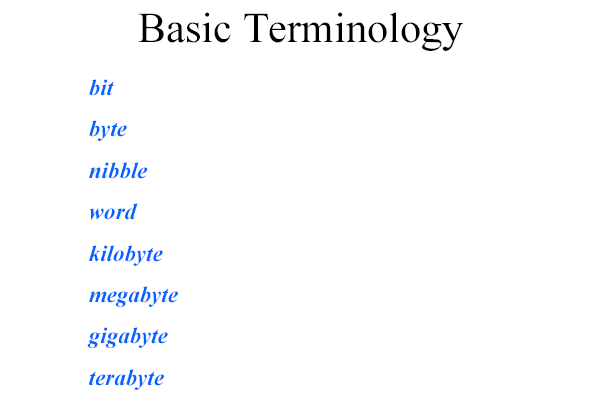 Basic Terminology
bit
byte
nibble
word
kilobyte
megabyte
gigabyte
terabyte